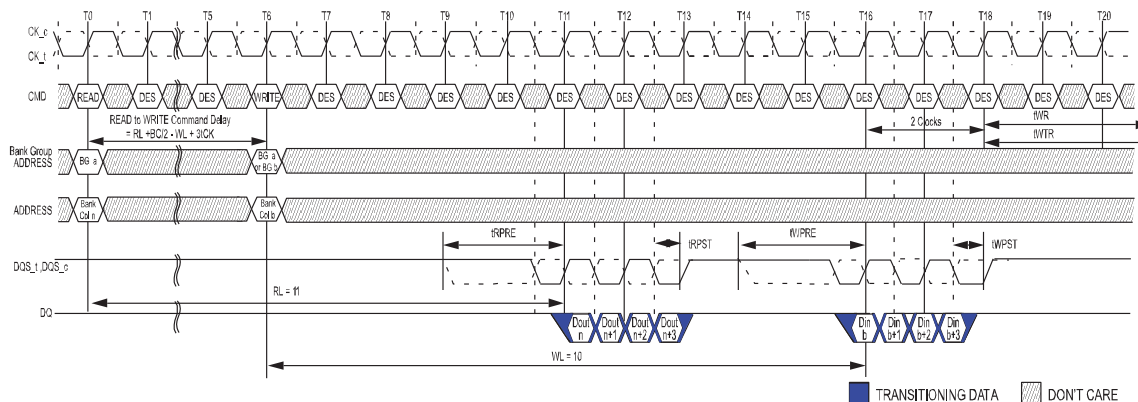 T0 T1 T5 T6 T7 T8 T9 T10 T11 T12 T13 T14 T15 T16 T17 T18 T19 T20
CK_c
CK_t
CMD READ DES DES WRITE DES DES DES DES DES DES DES DES DES DES DES DES DES DES
READ to WRITE Command Delay
= RL +BC/2 - WL + 3tCK
2 Clocks
tWR
tWTR
Bank Group
ADDRESS
BG a
BG a
or BG b
ADDRESS
Bank
Col n
Bank
Col b
tRPRE tRPST tWPRE tWPST
DQS_t,DQS_c
RL = 11
DQ
Dout
n
Dout
n+1
Dout
n+2
Dout
n+3
Din
b
Din
b+1
Din
b+2
Din
b+3
WL = 10
TRANSITIONING DATA DON'T CARE